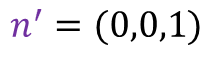 n′ = (0,0,1)